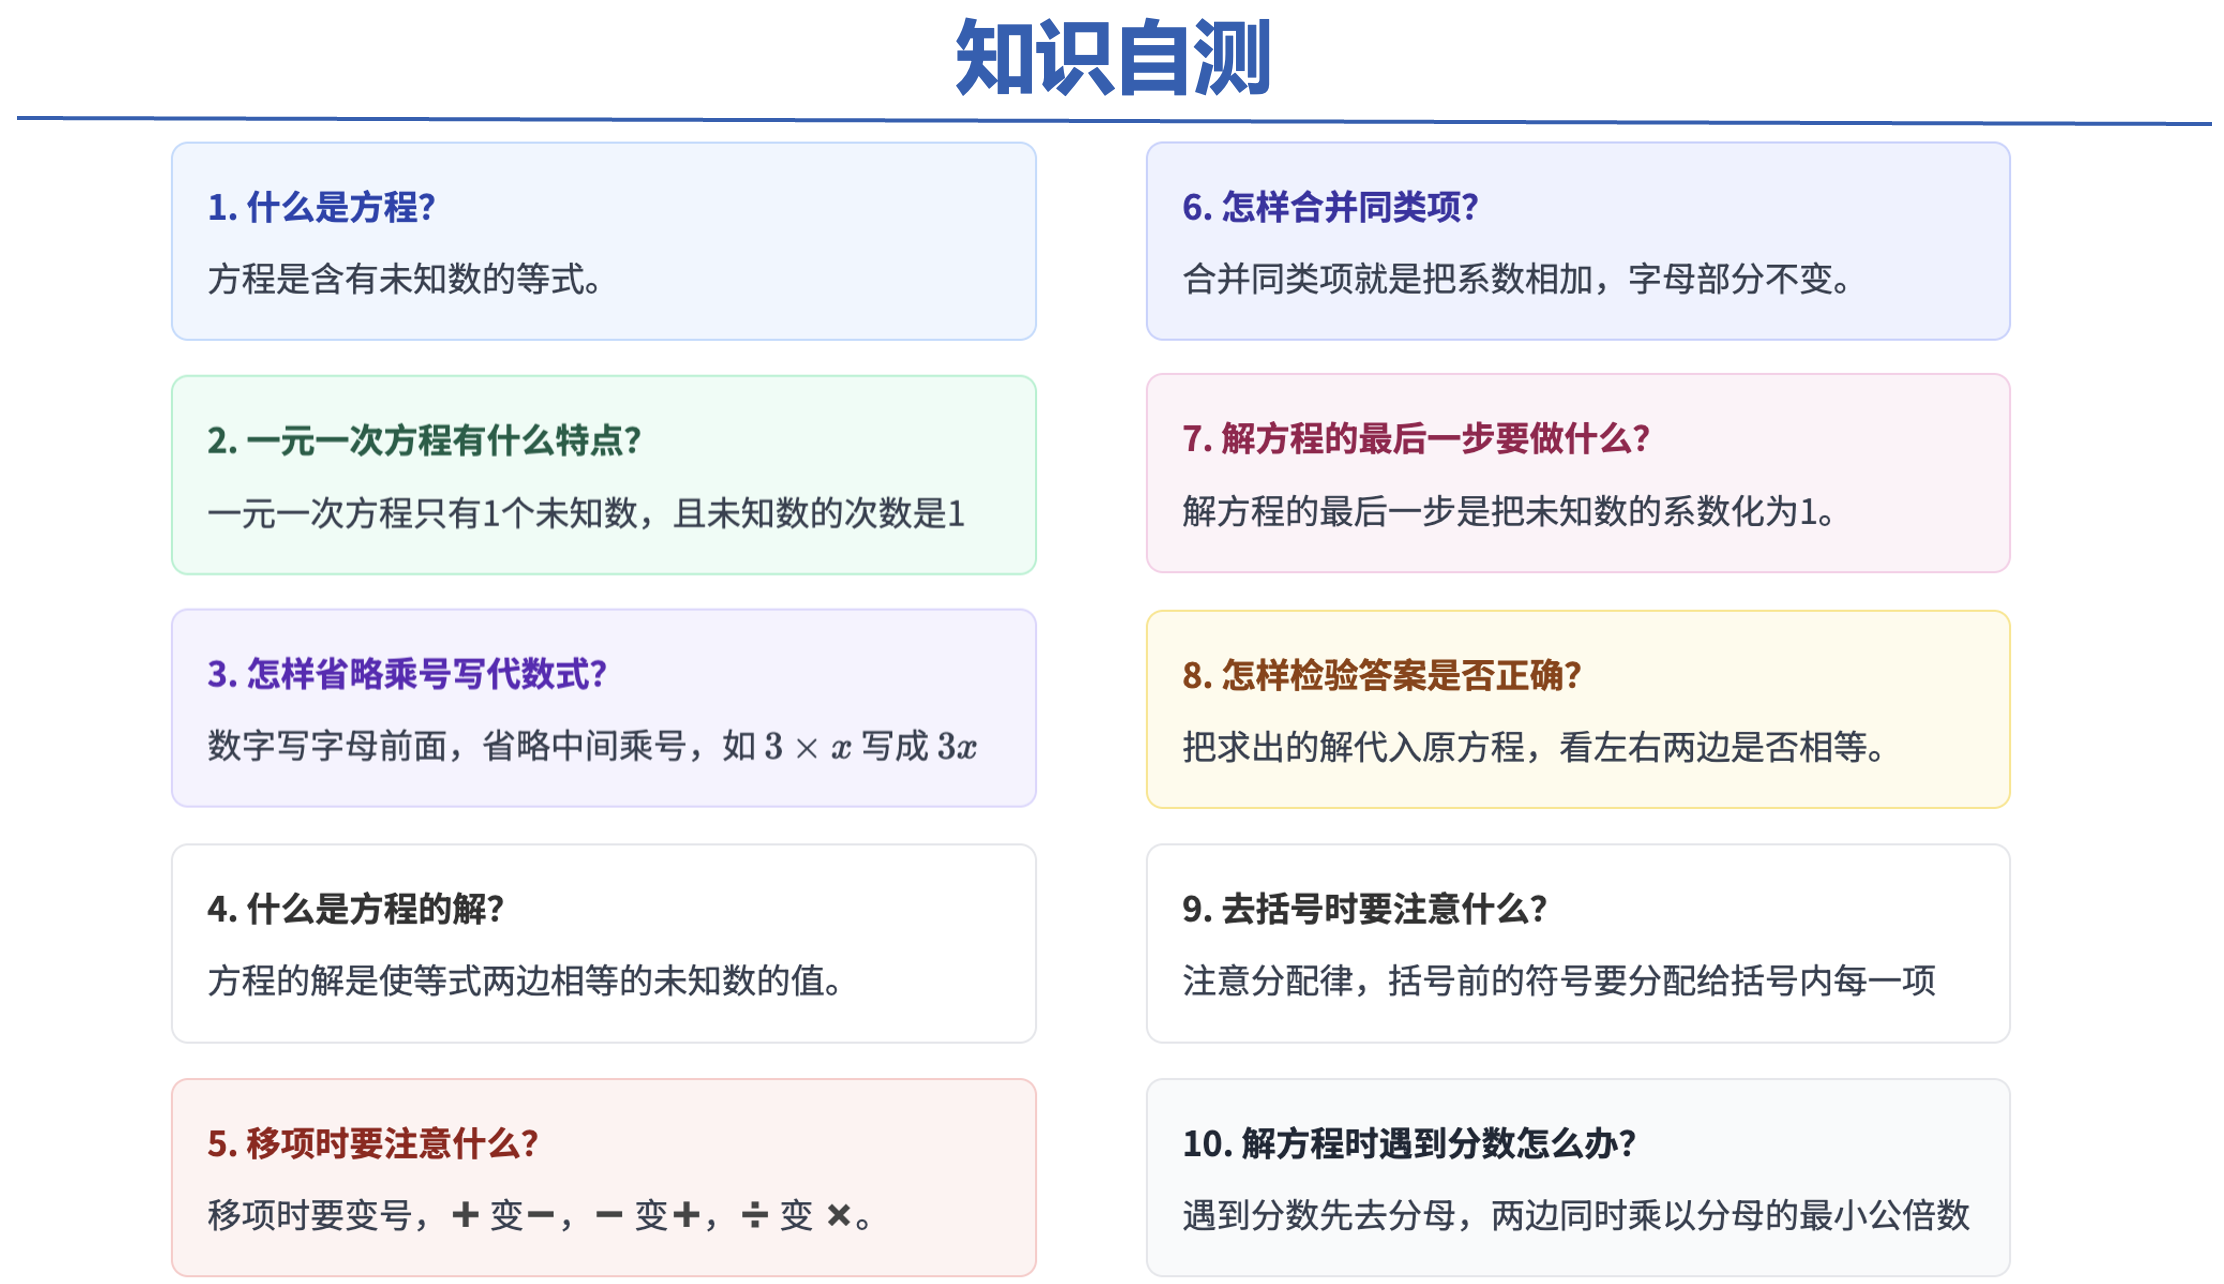 知识自测
1. 什么是方程？
方程是含有未知数的等式。
2. 一元一次方程有什么特点？
一元一次方程只有1个未知数，且未知数的次数是1
3. 怎样省略乘号写代数式？
数字写字母前面，省略中间乘号，如 3 × x 写成 3x
4. 什么是方程的解？
方程的解是使等式两边相等的未知数的值。
5. 移项时要注意什么？
移项时要变号，➕ 变➖，➖ 变➕，➗ 变 ✖。
6. 怎样合并同类项？
合并同类项就是把系数相加，字母部分不变。
7. 解方程的最后一步要做什么？
解方程的最后一步是把未知数的系数化为1。
8. 怎样检验答案是否正确？
把求出的解代入原方程，看左右两边是否相等。
9. 去括号时要注意什么？
注意分配律，括号前的符号要分配给括号内每一项
10. 解方程时遇到分数怎么办？
遇到分数先去分母，两边同时乘以分母的最小公倍数